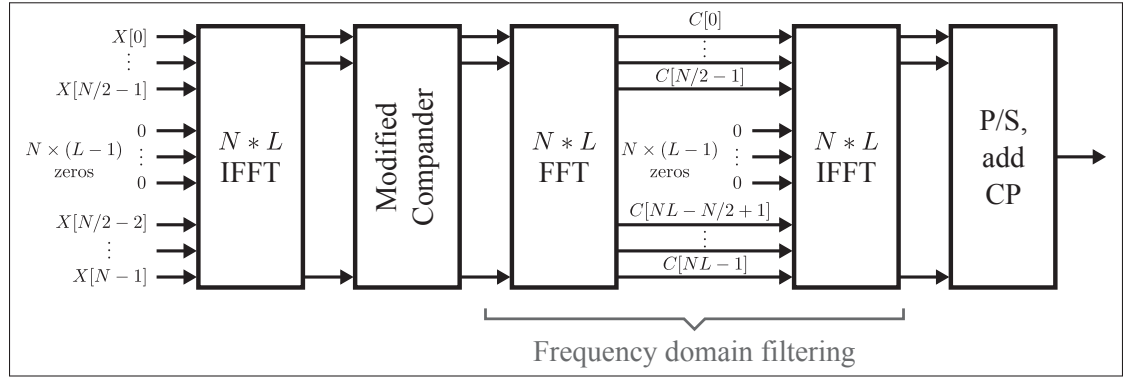 X[0]
⋮
X[N/2 − 1]
0
N × (L − 1)
⋮
zeros
0
X[N/2 − 2]
⋮
X[N − 1]
N ∗ L
IFFT
Modified
Compander
N ∗ L
FFT
C[0]
⋮
C[N/2 − 1]
0
N × (L − 1)
⋮
zeros
0
C[NL − N/2 + 1]
⋮
C[NL − 1]
N ∗ L
IFFT
P/S,
add
CP
Frequency domain filtering